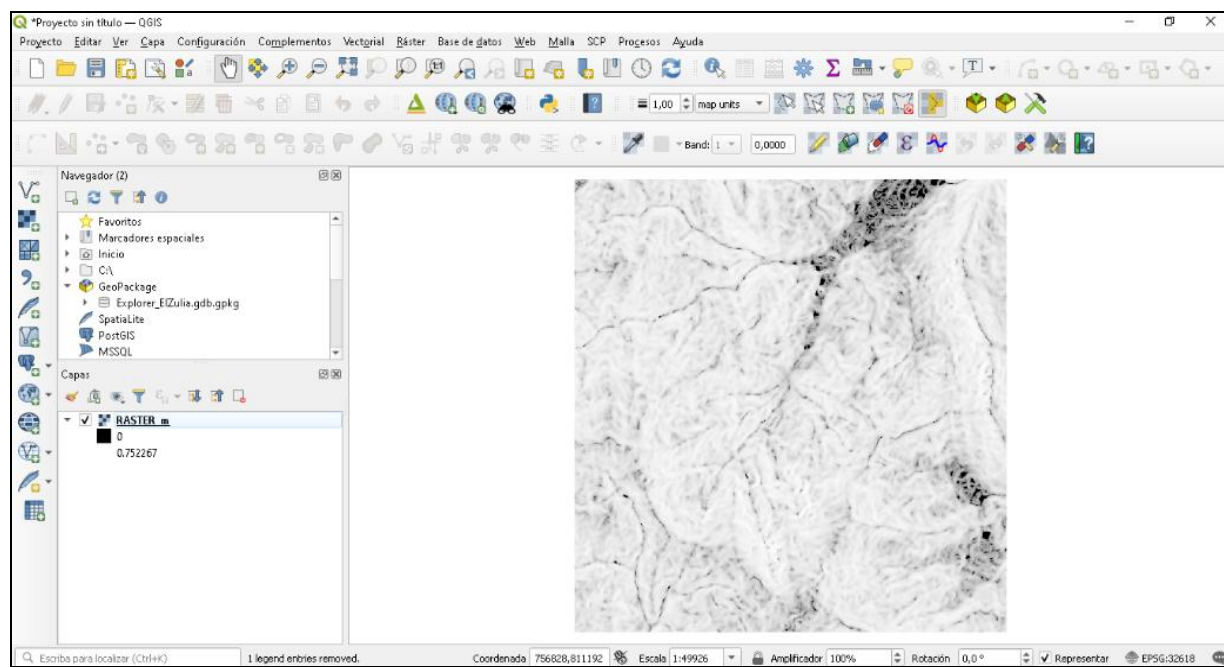 *Proyecto sin título — QGIS
Proyecto Editar Ver Capa Configuración Complementos Vectorial Ráster Base de datos Web Malla SCP Procesos Ayuda
1,00 map units
Band: 1 0,0000
Navegador (2)
Favoritos
Marcadores espaciales
Inicio
C:\
GeoPackage
Explorer_ElZulia.gdb.gpkg
SpatiaLite
PostGIS
MSSQL
Capas
RASTER_m
0
0.752267
Escriba para localizar (Ctrl+K) 1 legend entries removed. Coordenada 756828,811192 Escala 1:49926 Amplificador 100% Rotación 0,0 ° Representar EPSG:32618